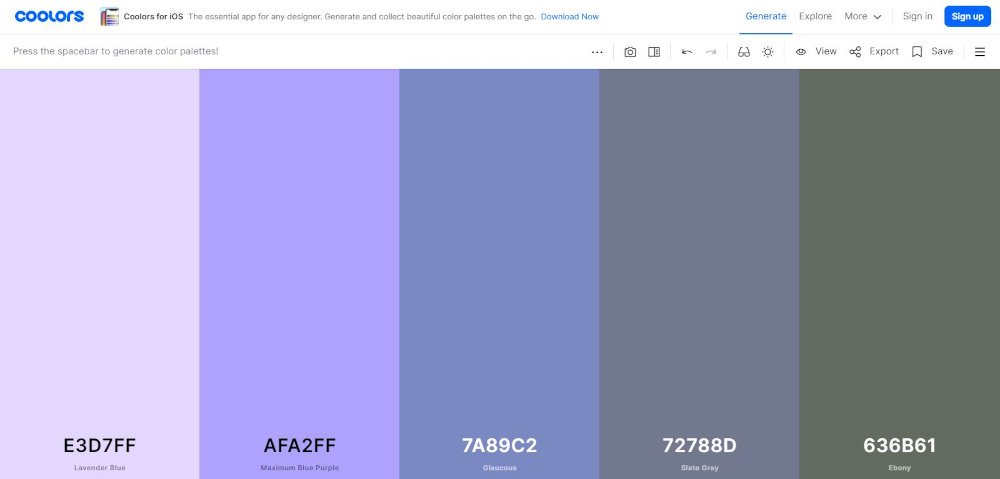 coolors Coolors for iOS The essential app for any designer. Generate and collect beautiful color palettes on the go. Download Now Generate Explore More Sign in Sign up
Press the spacebar to generate color palettes! View Export Save
E3D7FF AFA2FF 7A89C2 72788D 636B61
Lavender Blue Maximum Blue Purple Glaucous Slate Gray Ebony